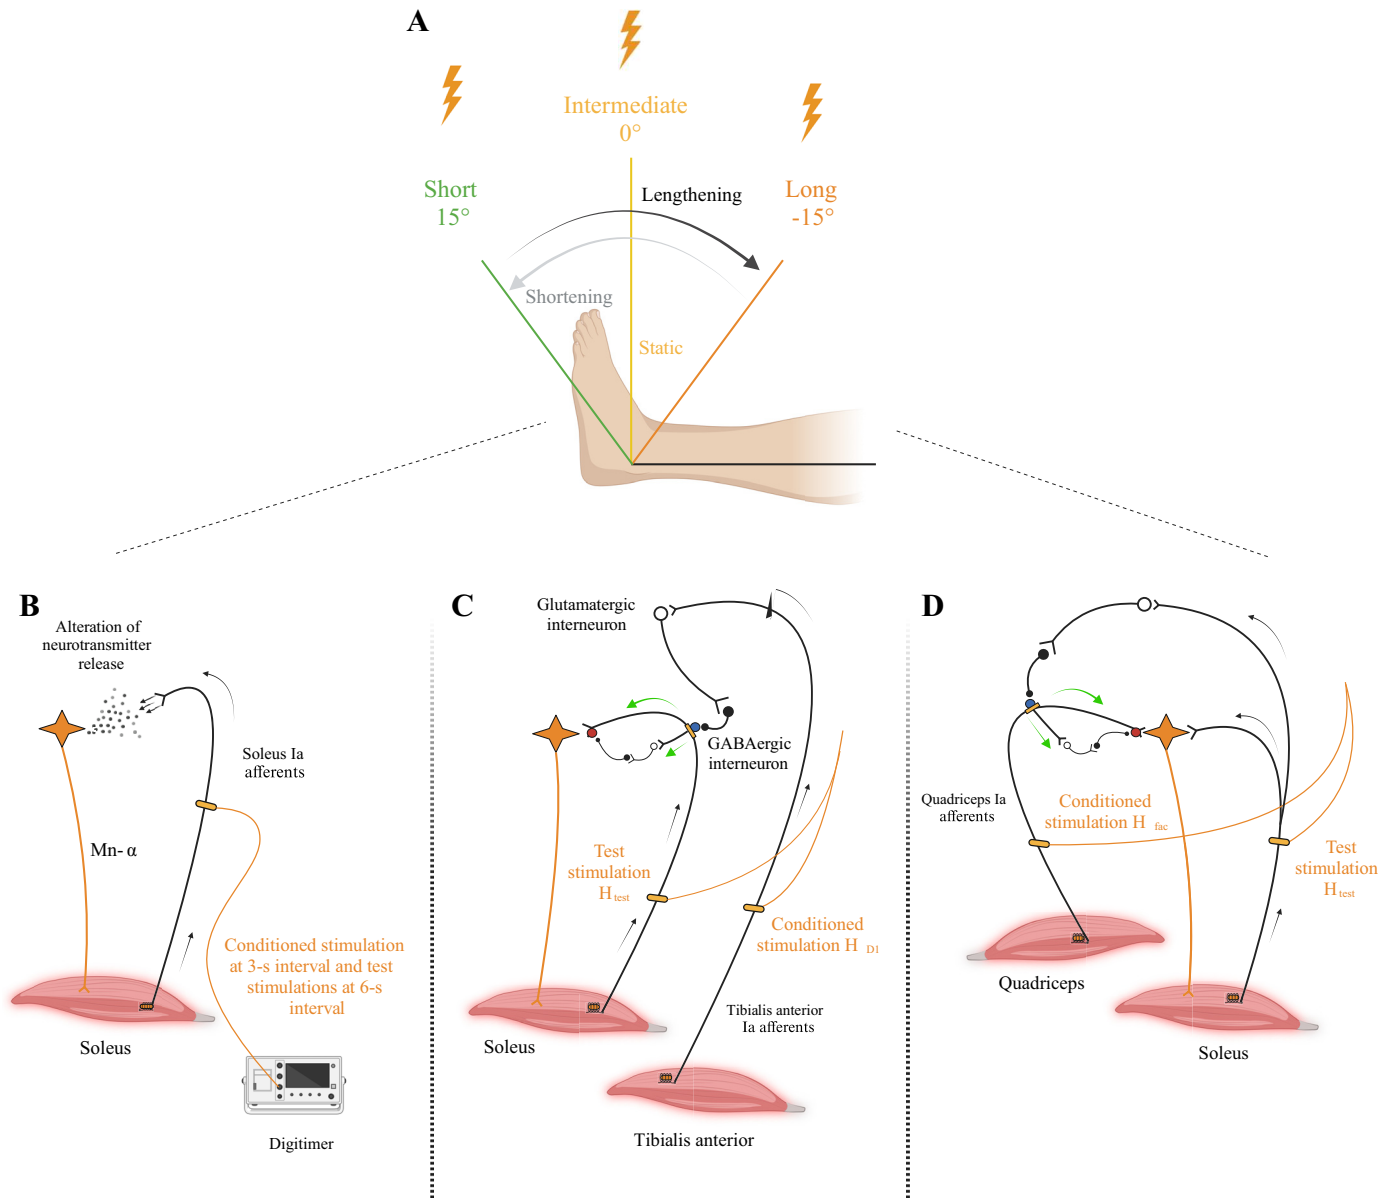 A
Intermediate
0°
Short
15°
Lengthening
Long
-15°
Shortening
Static
B
Alteration of
neurotransmitter
release
Soleus Ia
afferents
Mn- α
Conditioned stimulation
at 3-s interval and test
stimulations at 6-s
interval
Soleus
Digitimer
C
Glutamatergic
interneuron
GABAergic
interneuron
Test
stimulation
H test
Conditioned
stimulation H D1
Tibialis anterior
Ia afferents
Soleus
Tibialis anterior
D
Quadriceps Ia
afferents
Conditioned
stimulation H fac
Test
stimulation
H test
Quadriceps
Soleus